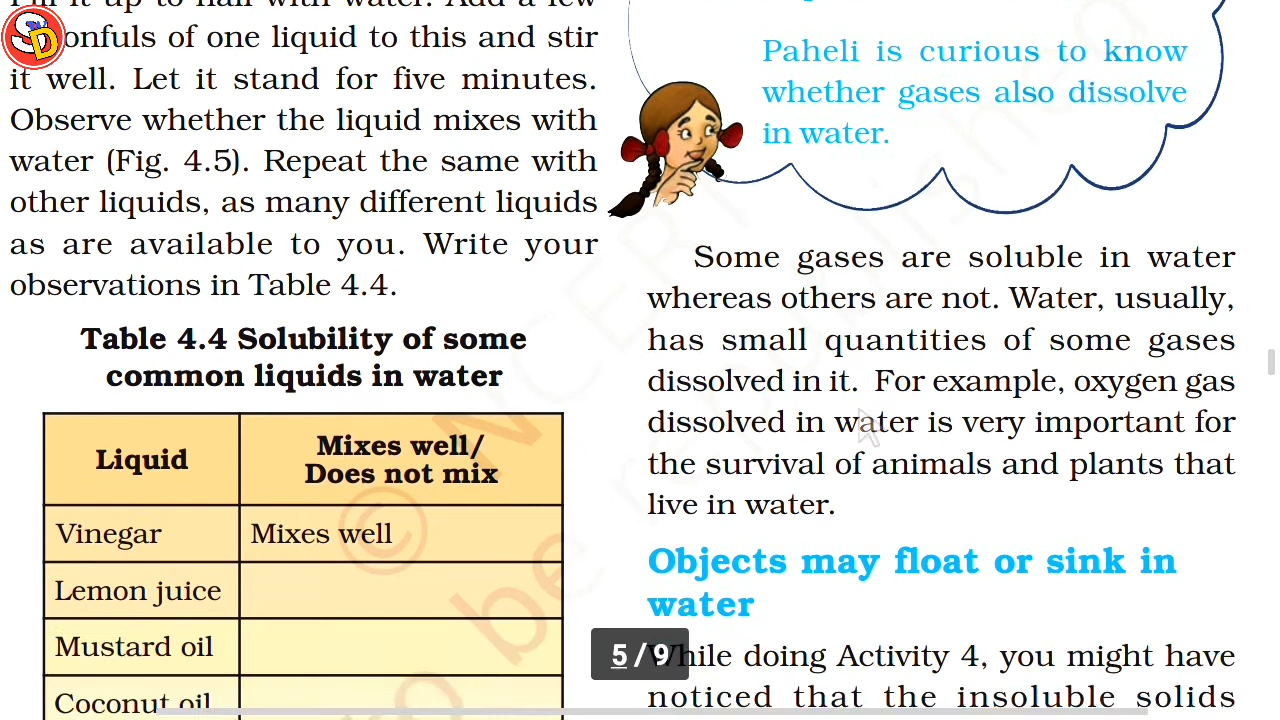 it up to half with water. Add a few
onfuls of one liquid to this and stir
it well. Let it stand for five minutes.
Observe whether the liquid mixes with
water (Fig. 4.5). Repeat the same with
other liquids, as many different liquids
as are available to you. Write your
observations in Table 4.4.
Table 4.4 Solubility of some
common liquids in water
Liquid
Mixes well/
Does not mix
Vinegar
Mixes well
Lemon juice
Mustard oil
Coconut oil
Paheli is curious to know
whether gases also dissolve
in water.
Some gases are soluble in water
whereas others are not. Water, usually,
has small quantities of some gases
dissolved in it. For example, oxygen gas
dissolved in water is very important for
the survival of animals and plants that
live in water.
Objects may float or sink in
water
While doing Activity 4, you might have
noticed that the insoluble solids
5 / 9
SD
© NCERT